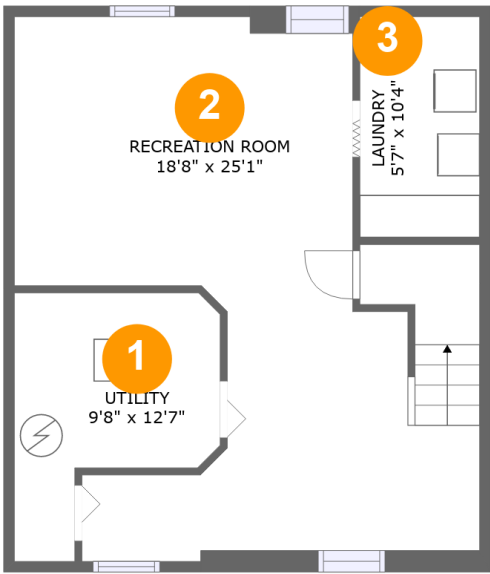 3
2
LAUNDRY
5'7" x 10'4"
RECREATION ROOM
18'8" x 25'1"
1
UTILITY
9'8" x 12'7"